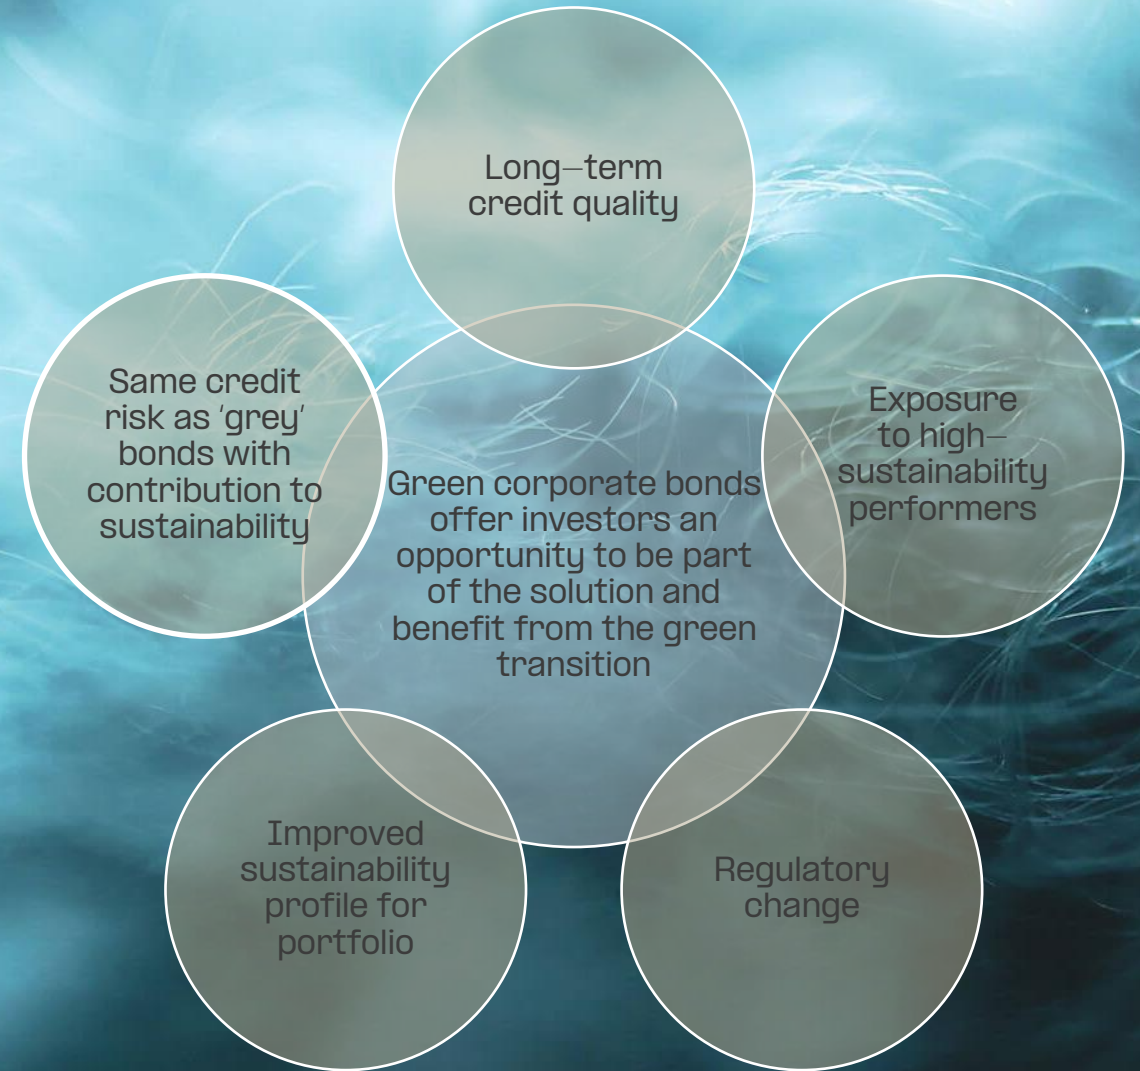 Long–term
credit quality
Same credit
risk as ‘grey’
bonds with
contribution to
sustainability
Exposure
to high–
sustainability
performers
Green corporate bonds
offer investors an
opportunity to be part
of the solution and
benefit from the green
transition
Improved
sustainability
profile for
portfolio
Regulatory
change